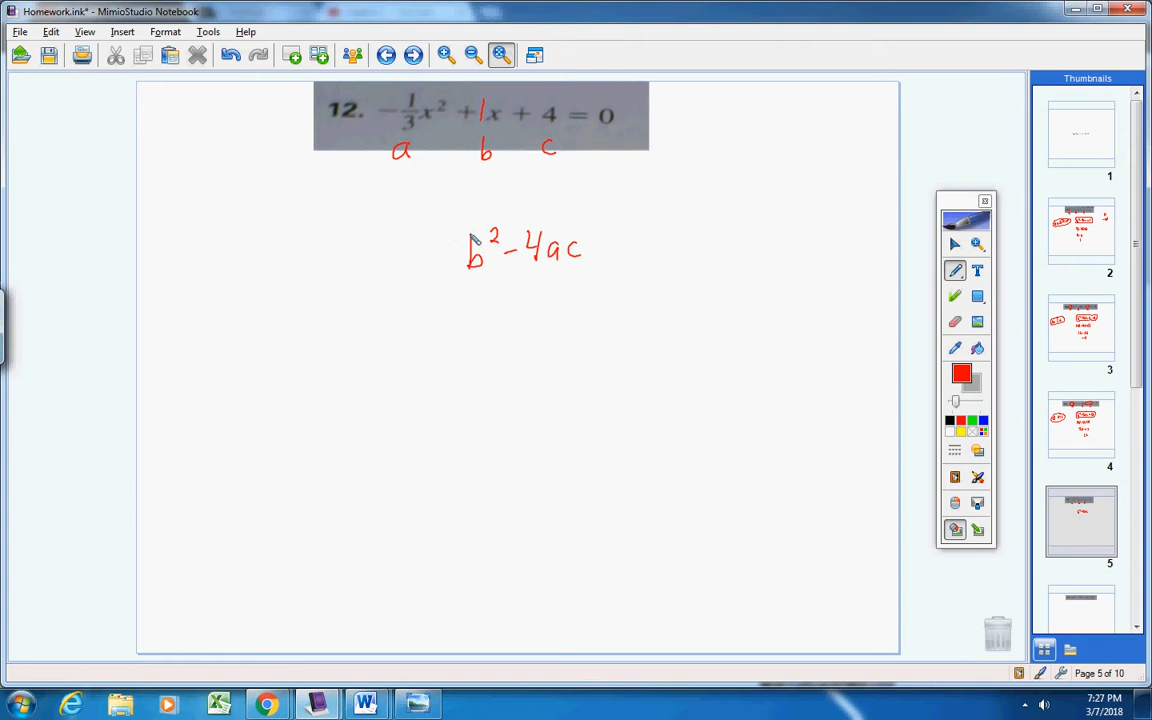 Homework.ink* - MimioStudio Notebook
File Edit View Insert Format Tools Help
12. -1/3x² + 1x + 4 = 0
a b c
b² - 4ac
Thumbnails
1
2
3
4
5
Page 5 of 10
7:27 PM
3/7/2018